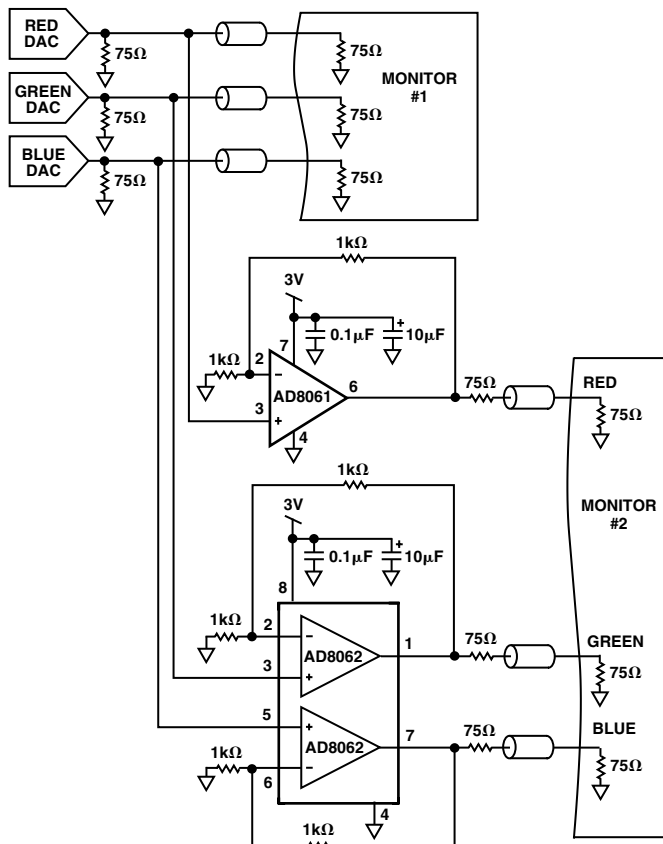 RED
DAC
75Ω
75Ω
MONITOR
#1
GREEN
DAC
75Ω
75Ω
BLUE
DAC
75Ω
75Ω
1kΩ
3V
0.1μF
+
10μF
7
1kΩ
2
−
AD8061
6
3
+
4
75Ω
RED
75Ω
1kΩ
MONITOR
#2
3V
0.1μF
+
10μF
8
1kΩ
2
−
AD8062
1
3
+
75Ω
GREEN
75Ω
5
+
AD8062
7
1kΩ
6
−
75Ω
BLUE
75Ω
4
1kΩ